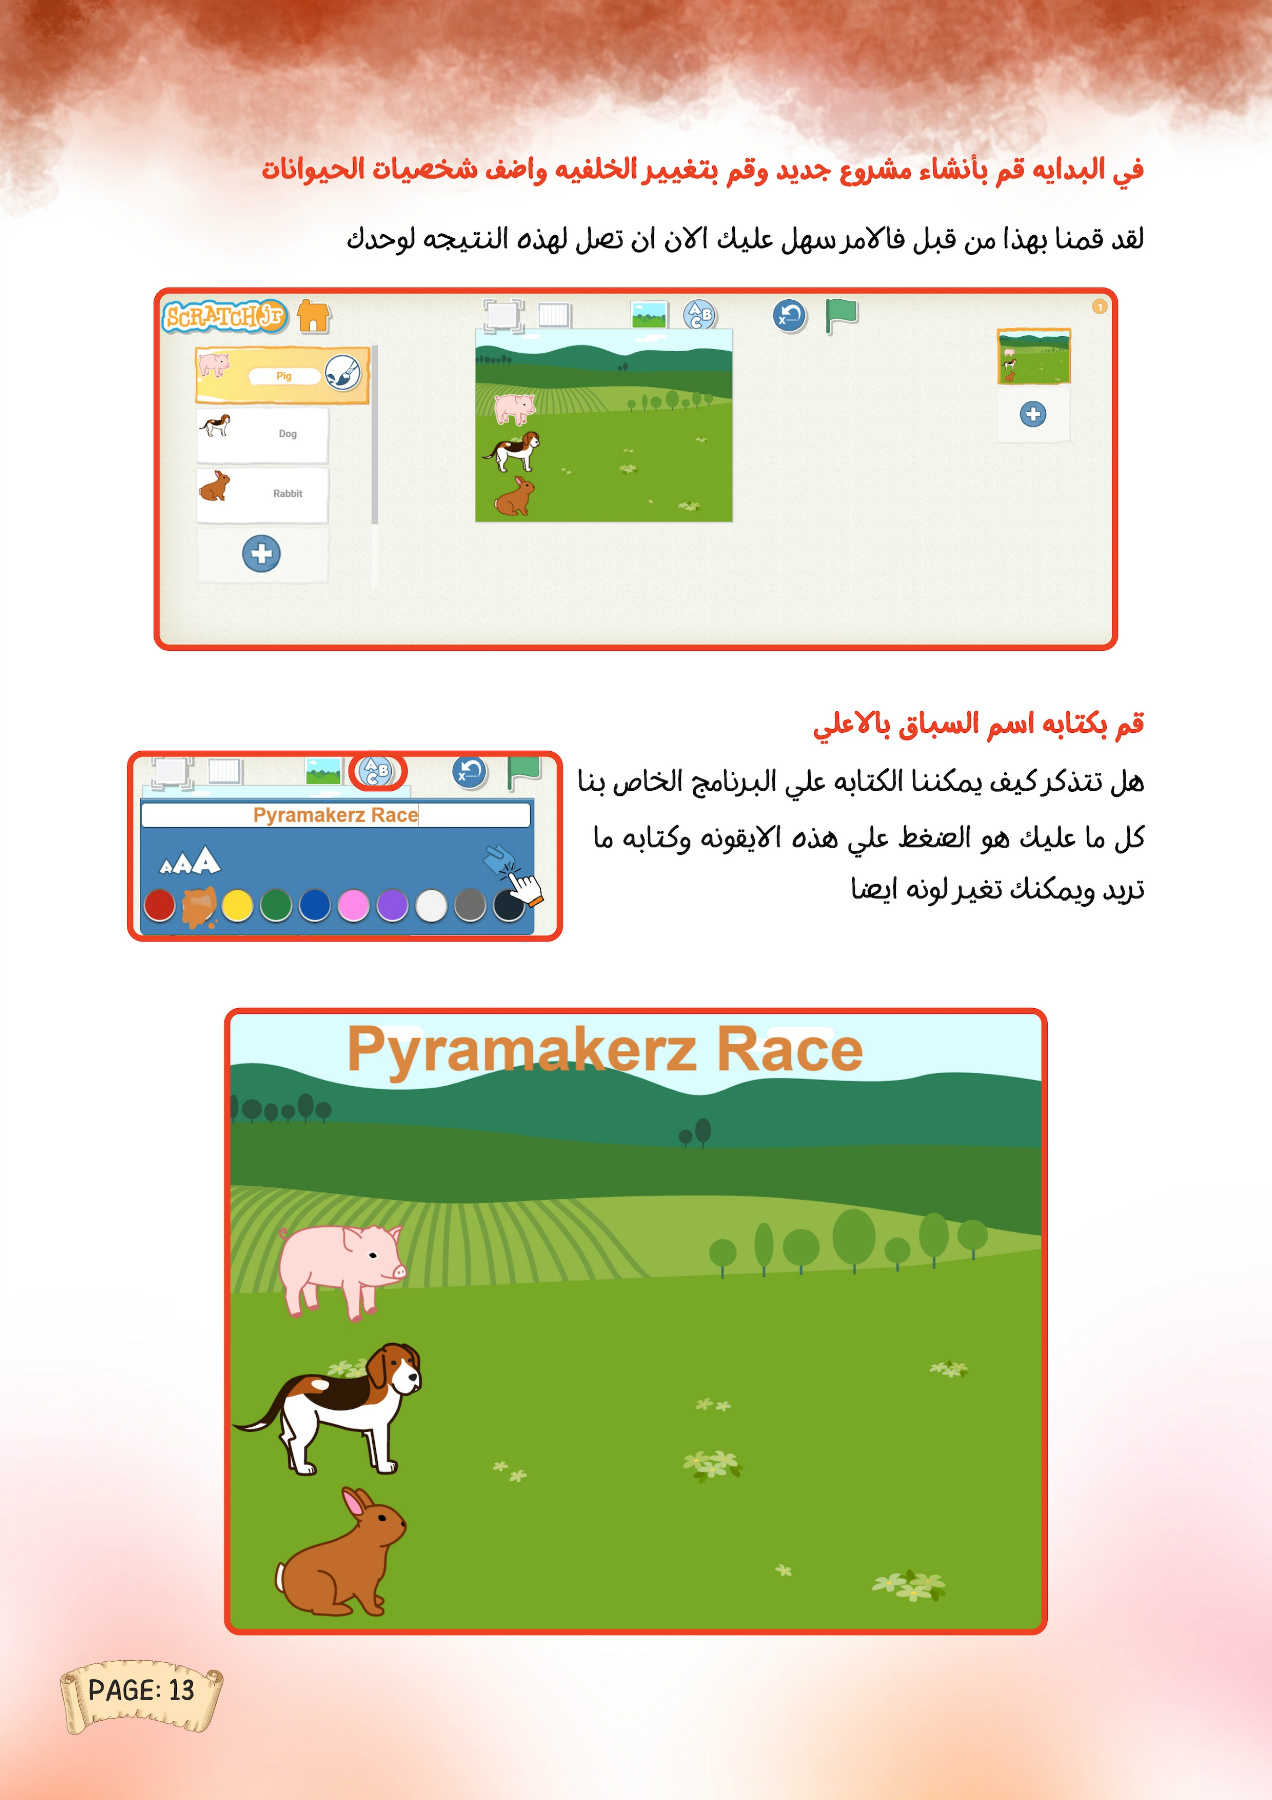 في البدايه قم بأنشاء مشروع جديد وقم بتغيير الخلفيه واضف شخصيات الحيوانات
لقد قمنا بهذا من قبل فالامر سهل عليك الان ان تصل لهذه النتيجه لوحدك
SCRATCH Jr
A B C
X
1
Pig
Dog
Rabbit
قم بكتابه اسم السباق بالاعلي
هل تتذكر كيف يمكننا الكتابه علي البرنامج الخاص بنا
كل ما عليك هو الضغط علي هذه الايقونه وكتابه ما
تريد ويمكنك تغير لونه ايضا
A B C
X
Pyramakerz Race
AAA
Pyramakerz Race
PAGE: 13